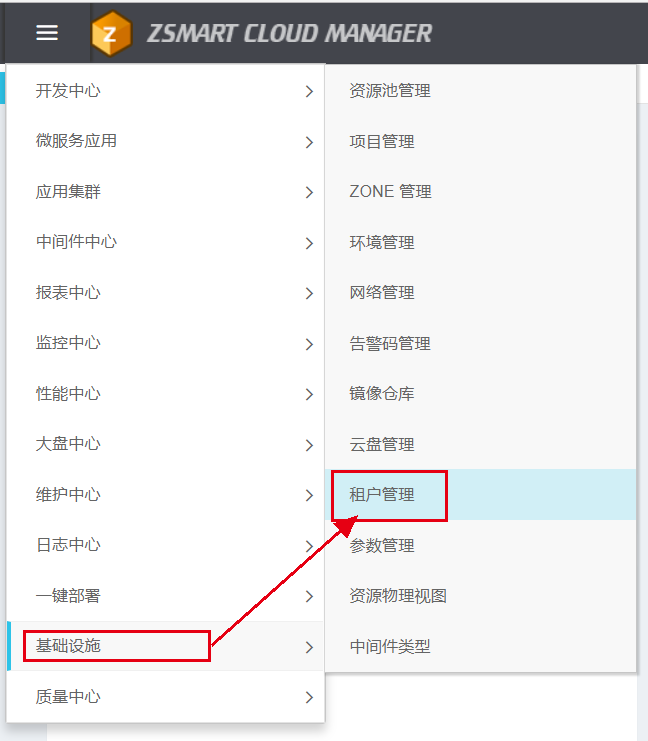 ZSMART CLOUD MANAGER
开发中心
微服务应用
应用集群
中间件中心
报表中心
监控中心
性能中心
大盘中心
维护中心
日志中心
一键部署
基础设施
质量中心
资源池管理
项目管理
ZONE 管理
环境管理
网络管理
告警码管理
镜像仓库
云盘管理
租户管理
参数管理
资源物理视图
中间件类型